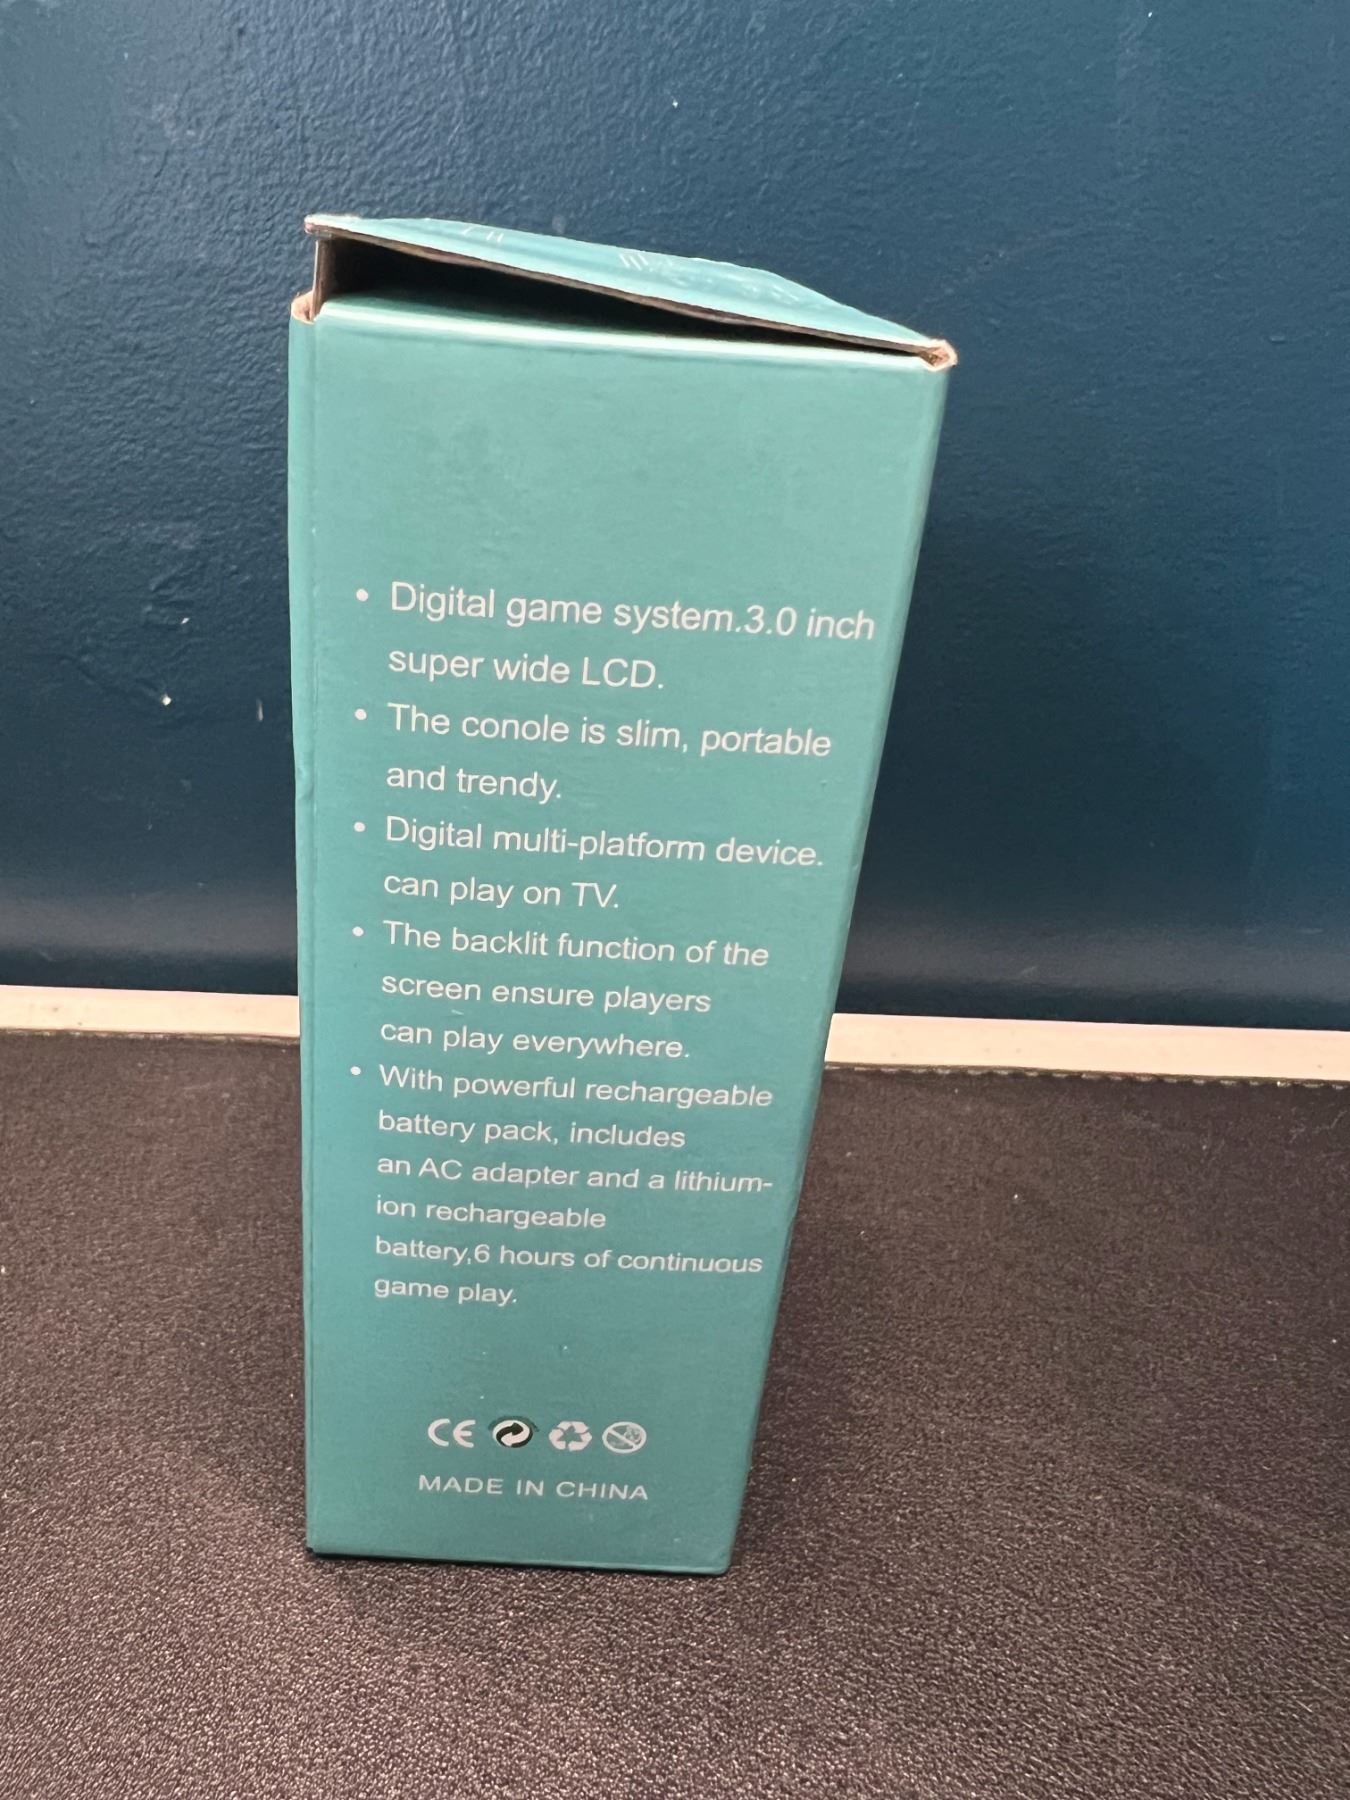 • Digital game system.3.0 inch
super wide LCD.
• The conole is slim, portable
and trendy.
• Digital multi-platform device.
can play on TV.
• The backlit function of the
screen ensure players
can play everywhere.
• With powerful rechargeable
battery pack, includes
an AC adapter and a lithium-
ion rechargeable
battery,6 hours of continuous
game play.
CE
MADE IN CHINA